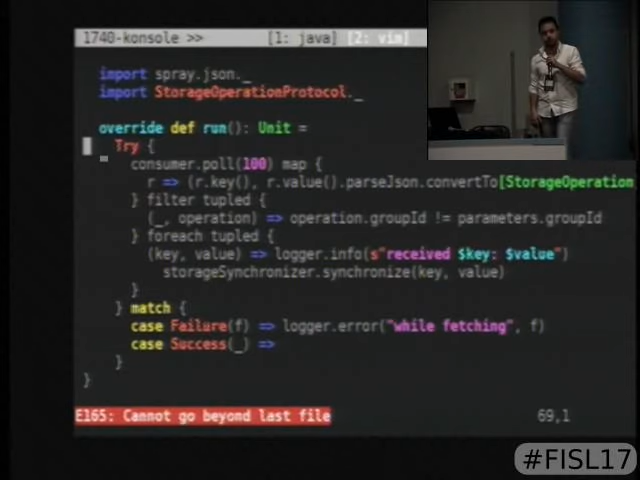 1740-konsole >> [1: java] [2: vim]
import spray.json._
import StorageOperationProtocol._
override def run(): Unit =
Try {
consumer.poll(100) map {
r => (r.key(), r.value().parseJson.convertTo[StorageOperation
} filter tupled {
(_, operation) => operation.groupId != parameters.groupId
} foreach tupled {
(key, value) => logger.info(s"received $key: $value")
storageSynchronizer.synchronize(key, value)
}
} match {
case Failure(f) => logger.error("while fetching", f)
case Success(_) =>
}
}
E165: Cannot go beyond last file 69,1
#FISL17